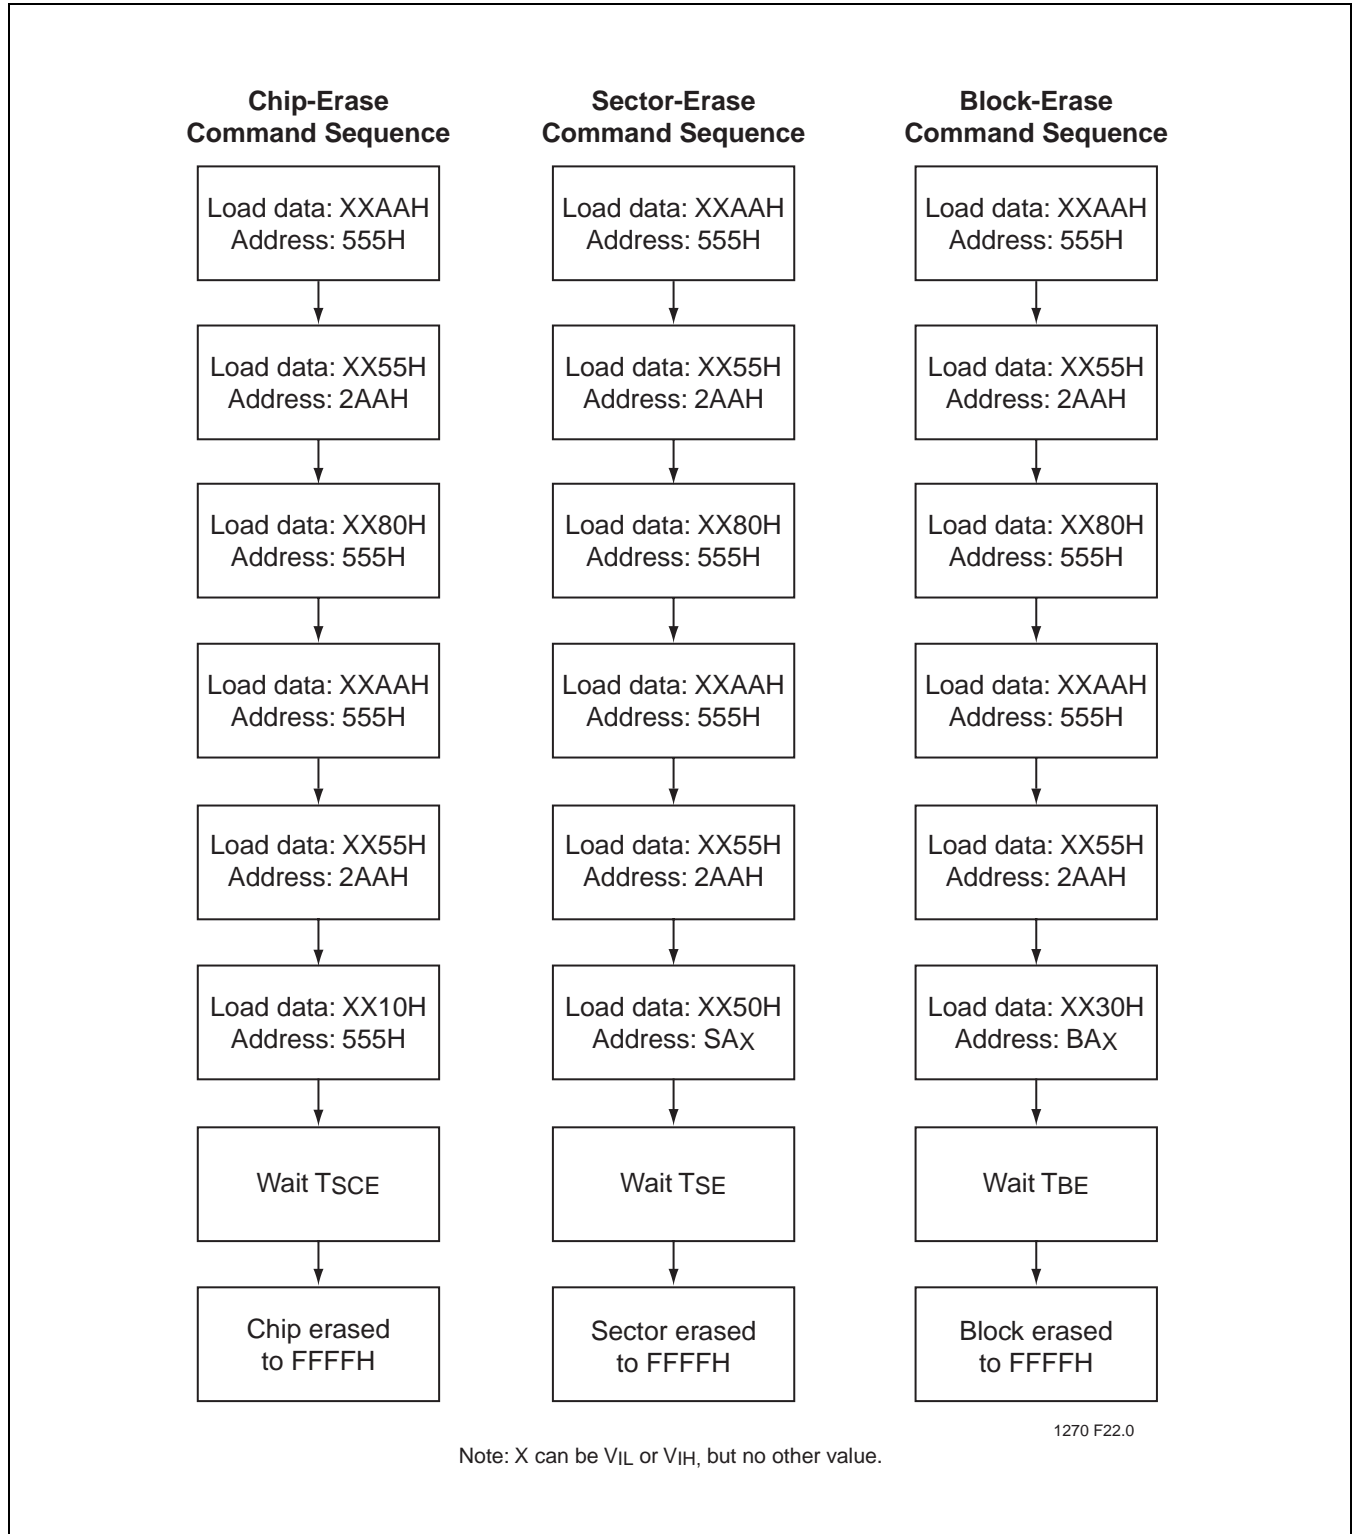 Chip-Erase
Command Sequence
Load data: XXAAH
Address: 555H
Load data: XX55H
Address: 2AAH
Load data: XX80H
Address: 555H
Load data: XXAAH
Address: 555H
Load data: XX55H
Address: 2AAH
Load data: XX10H
Address: 555H
Wait TSCE
Chip erased
to FFFFH
Sector-Erase
Command Sequence
Load data: XXAAH
Address: 555H
Load data: XX55H
Address: 2AAH
Load data: XX80H
Address: 555H
Load data: XXAAH
Address: 555H
Load data: XX55H
Address: 2AAH
Load data: XX50H
Address: SAX
Wait TSE
Sector erased
to FFFFH
Block-Erase
Command Sequence
Load data: XXAAH
Address: 555H
Load data: XX55H
Address: 2AAH
Load data: XX80H
Address: 555H
Load data: XXAAH
Address: 555H
Load data: XX55H
Address: 2AAH
Load data: XX30H
Address: BAX
Wait TBE
Block erased
to FFFFH
1270 F22.0
Note: X can be VIL or VIH, but no other value.